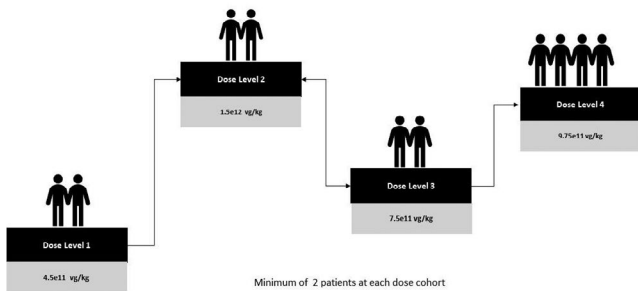 Dose Level 2
1.5e12 vg/kg
Dose Level 4
9.75e11 vg/kg
Dose Level 3
7.5e11 vg/kg
Dose Level 1
4.5e11 vg/kg
Minimum of 2 patients at each dose cohort